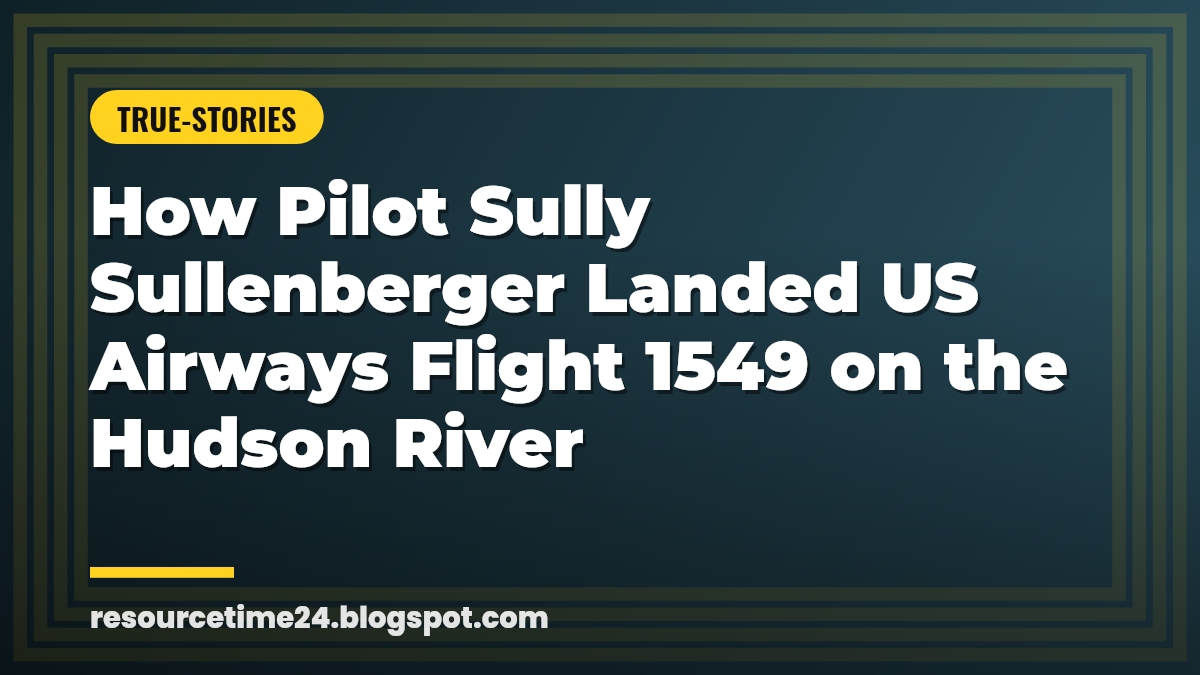 TRUE-STORIES
How Pilot Sully
Sullenberger Landed US
Airways Flight 1549 on the
Hudson River
resourcetime24.blogspot.com